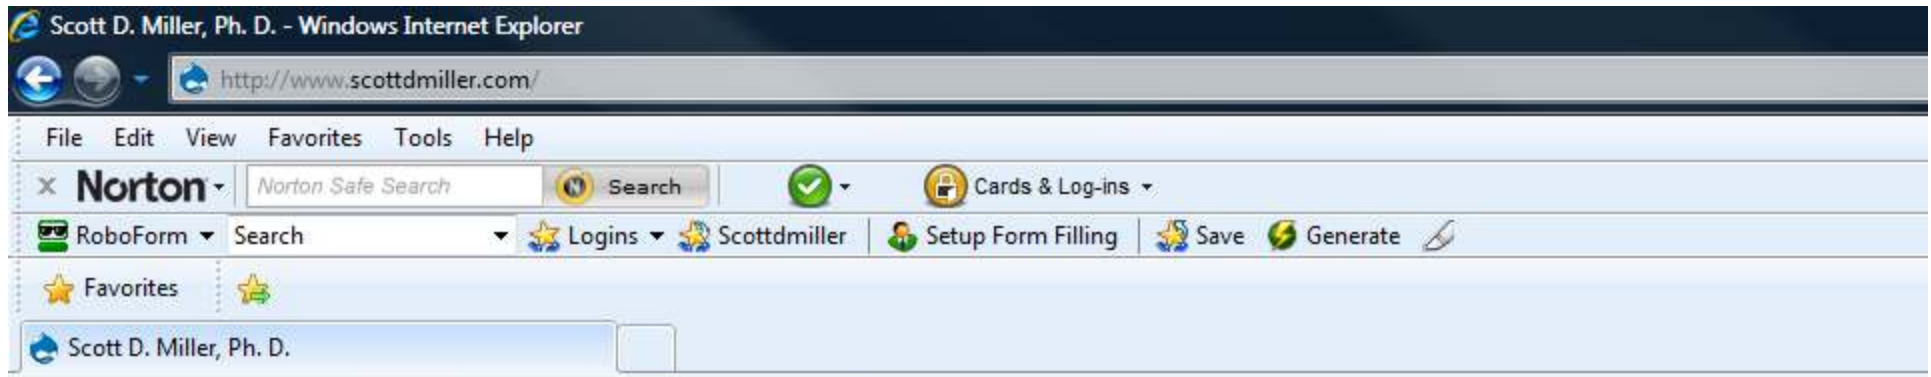 Scott D. Miller, Ph. D. - Windows Internet Explorer
http://www.scottdmiller.com/
File Edit View Favorites Tools Help
× Norton Norton Safe Search Search Cards & Log-ins
RoboForm Search Logins Scottdmiller Setup Form Filling Save Generate
Favorites
Scott D. Miller, Ph. D.